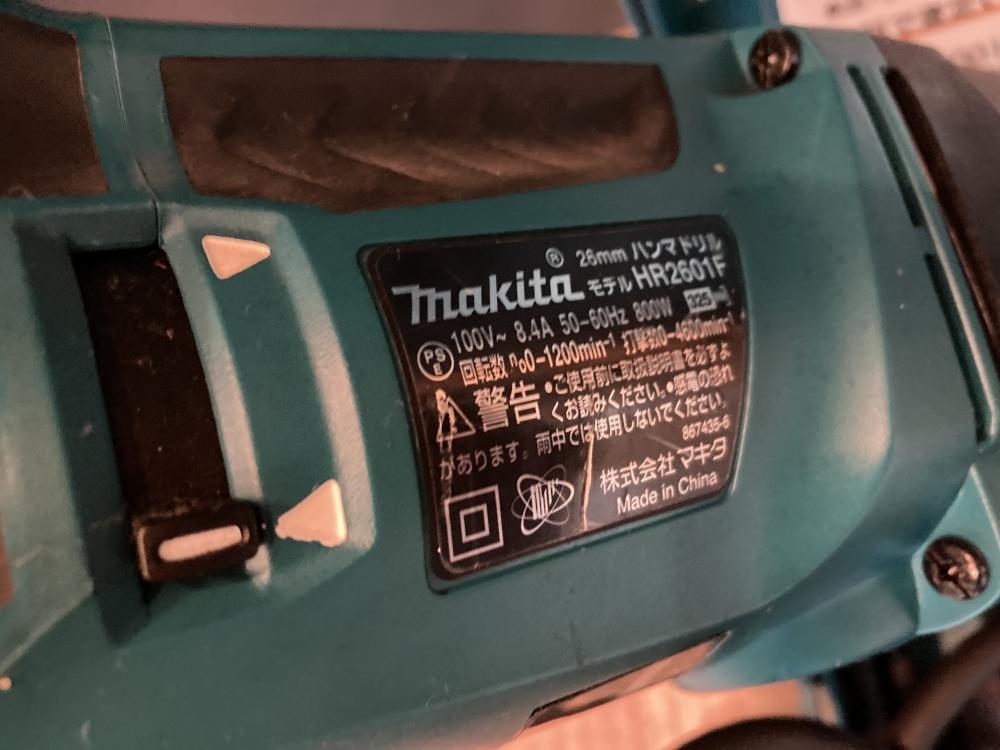 makita® 26mm ハンマドリル
モデル HR2601F
100V~ 8.4A 50-60Hz 800W 325
PS E 回転数 n₀0-1200min⁻¹ 打撃数0-4600min⁻¹
警告 •ご使用前に取扱説明書を必ずよ
くお読みください。•感電の恐れ
があります。雨中では使用しないでください。
867435-6
株式会社 マキタ
Made in China